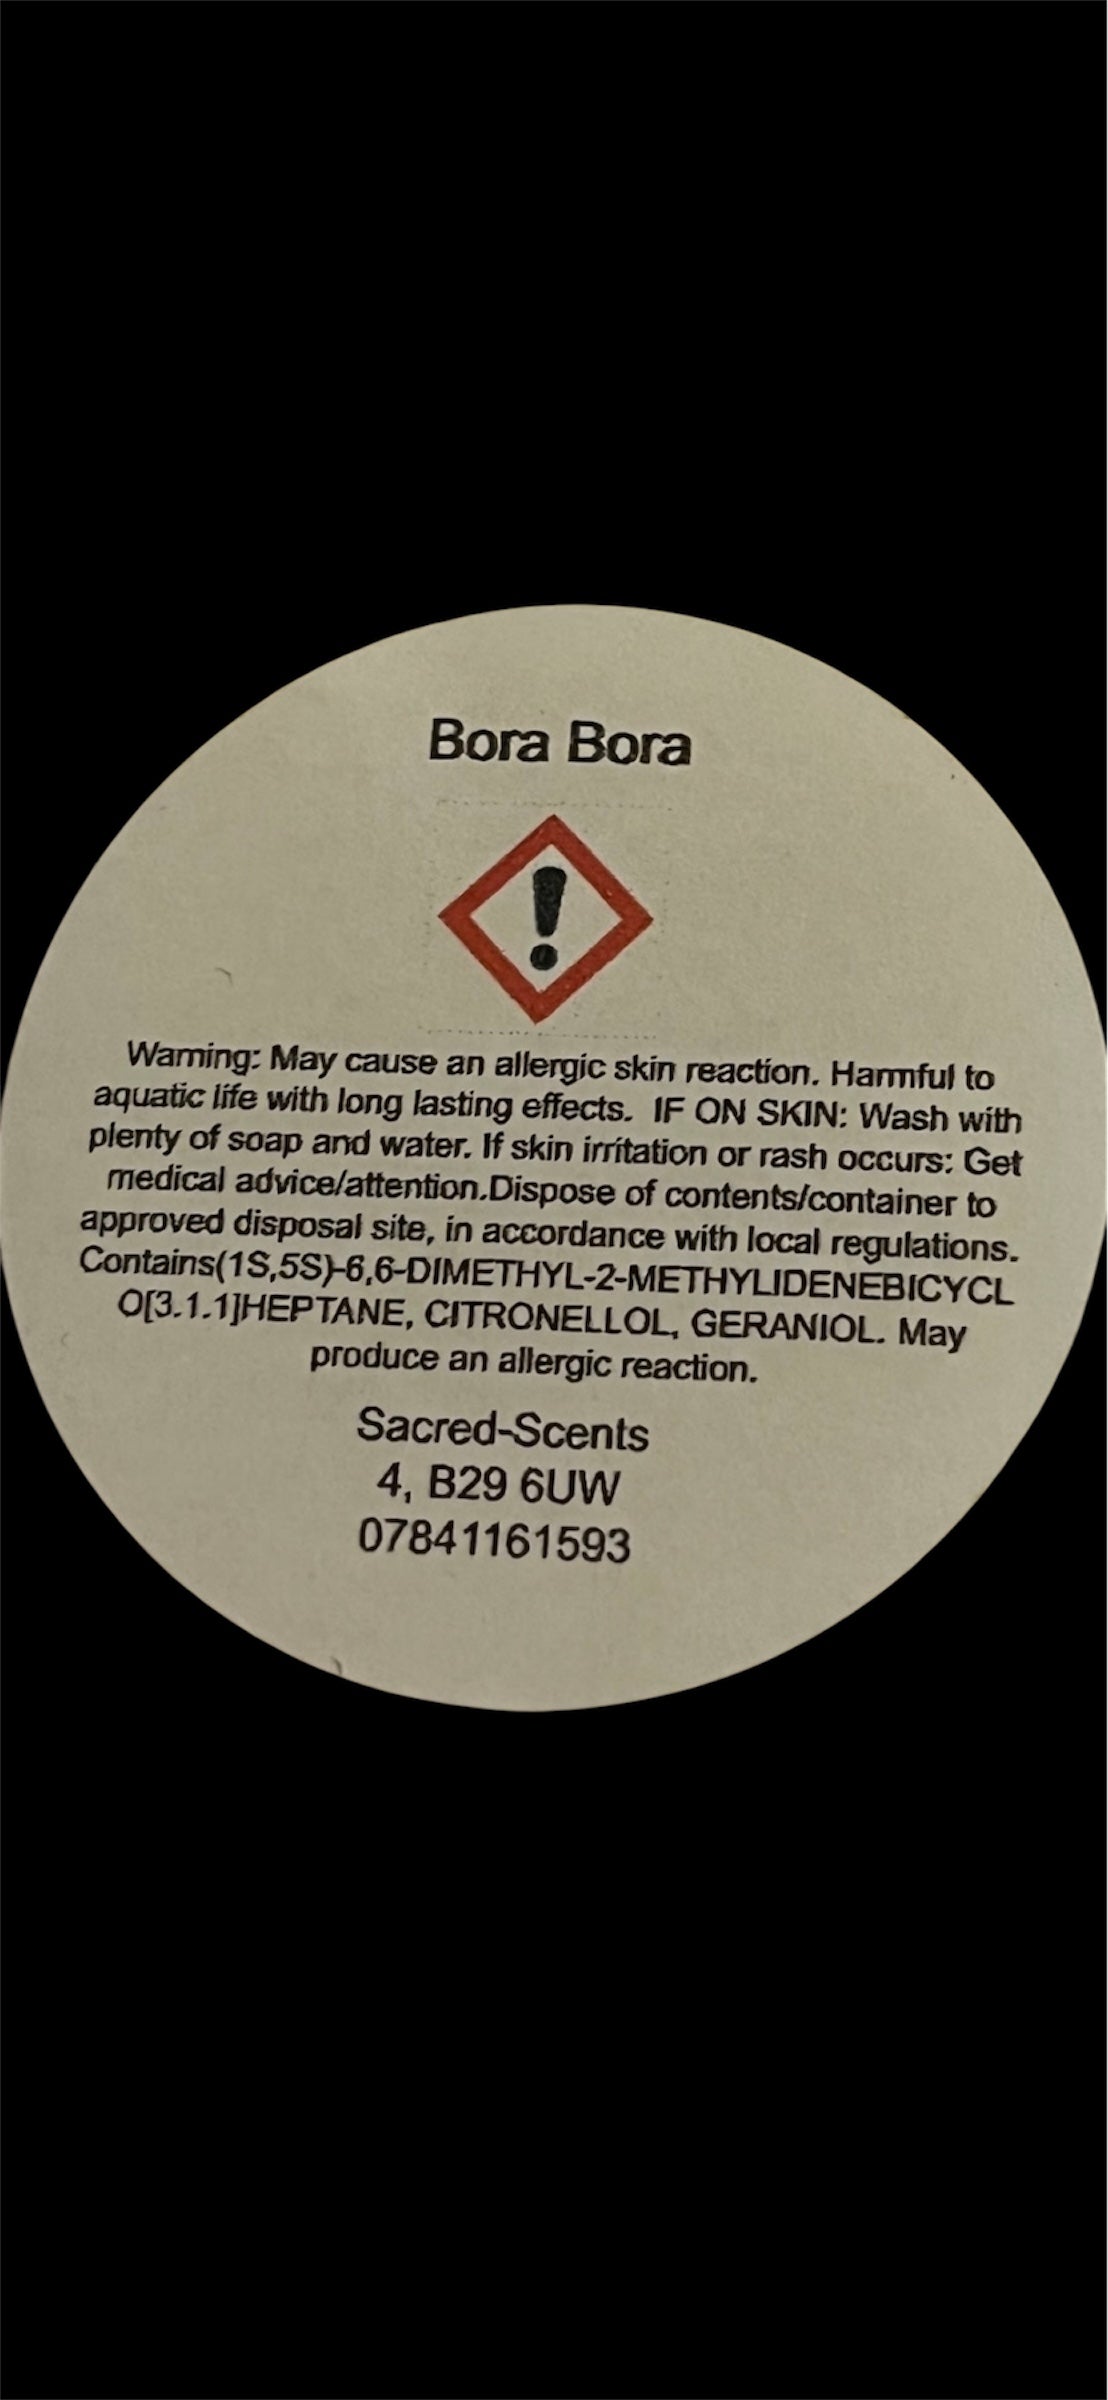 Bora Bora
Warning: May cause an allergic skin reaction. Harmful to
aquatic life with long lasting effects. IF ON SKIN: Wash with
plenty of soap and water. If skin irritation or rash occurs: Get
medical advice/attention.Dispose of contents/container to
approved disposal site, in accordance with local regulations.
Contains(1S,5S)-6,6-DIMETHYL-2-METHYLIDENEBICYCL
O[3.1.1]HEPTANE, CITRONELLOL, GERANIOL. May
produce an allergic reaction.
Sacred-Scents
4, B29 6UW
07841161593